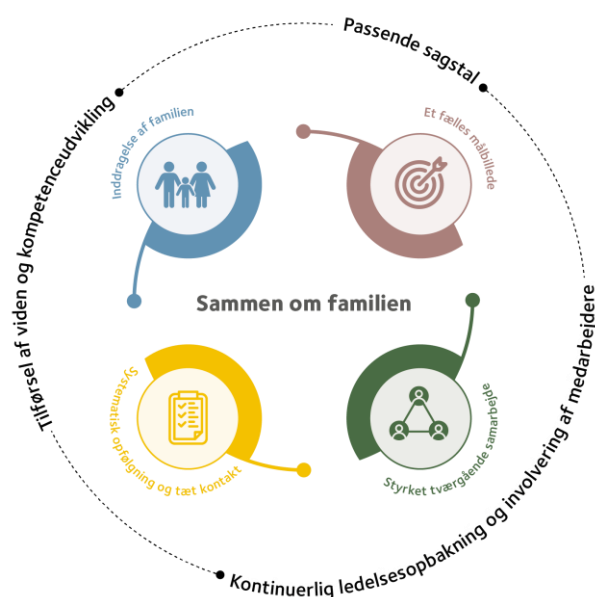 Passende sagstal
Tilførsel af viden og kompetenceudvikling
Inddragelse af familien
Et fælles målbillede
Sammen om familien
Systematisk opfølgning og tæt kontakt
Styrket tværgående samarbejde
Kontinuerlig ledelsesopbakning og involvering af medarbejdere